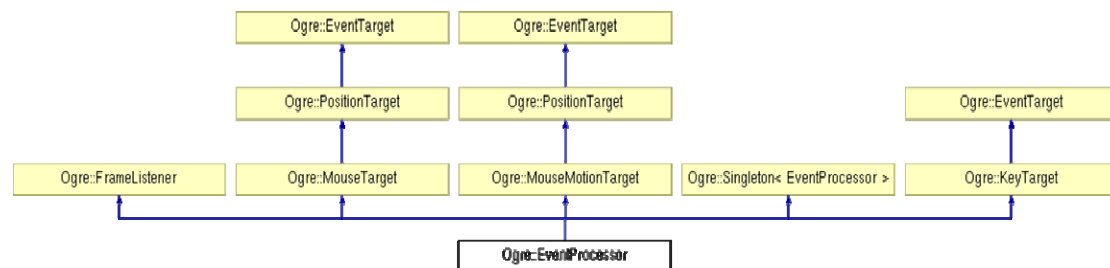 Ogre::EventTarget
Ogre::EventTarget
Ogre::PositionTarget
Ogre::PositionTarget
Ogre::EventTarget
Ogre::FrameListener
Ogre::MouseTarget
Ogre::MouseMotionTarget
Ogre::Singleton< EventProcessor >
Ogre::KeyTarget
Ogre::EventProcessor